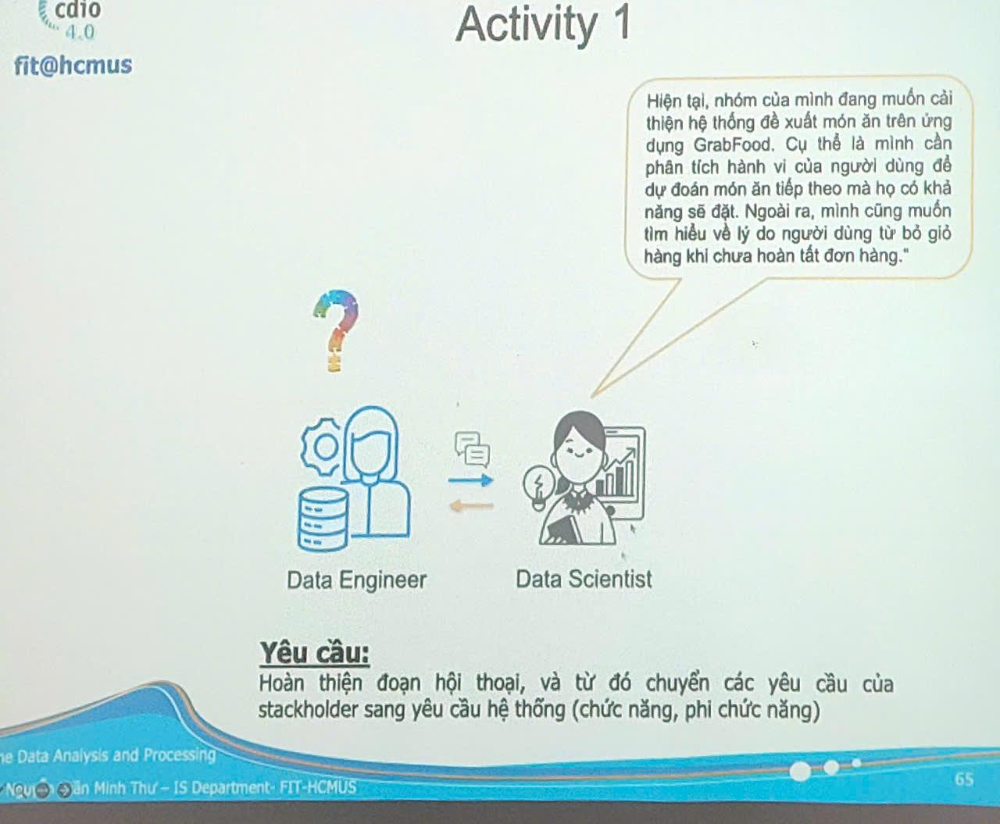 cdio
4.0
fit@hcmus
Activity 1
Hiện tại, nhóm của mình đang muốn cải
thiện hệ thống đề xuất món ăn trên ứng
dụng GrabFood. Cụ thể là mình cần
phân tích hành vi của người dùng để
dự đoán món ăn tiếp theo mà họ có khả
năng sẽ đặt. Ngoài ra, mình cũng muốn
tìm hiểu về lý do người dùng từ bỏ giỏ
hàng khi chưa hoàn tất đơn hàng."
?
Data Engineer
Data Scientist
Yêu cầu:
Hoàn thiện đoạn hội thoại, và từ đó chuyển các yêu cầu của
stackholder sang yêu cầu hệ thống (chức năng, phi chức năng)
Data Analysis and Processing
Minh Thư – IS Department- FIT-HCMUS
65